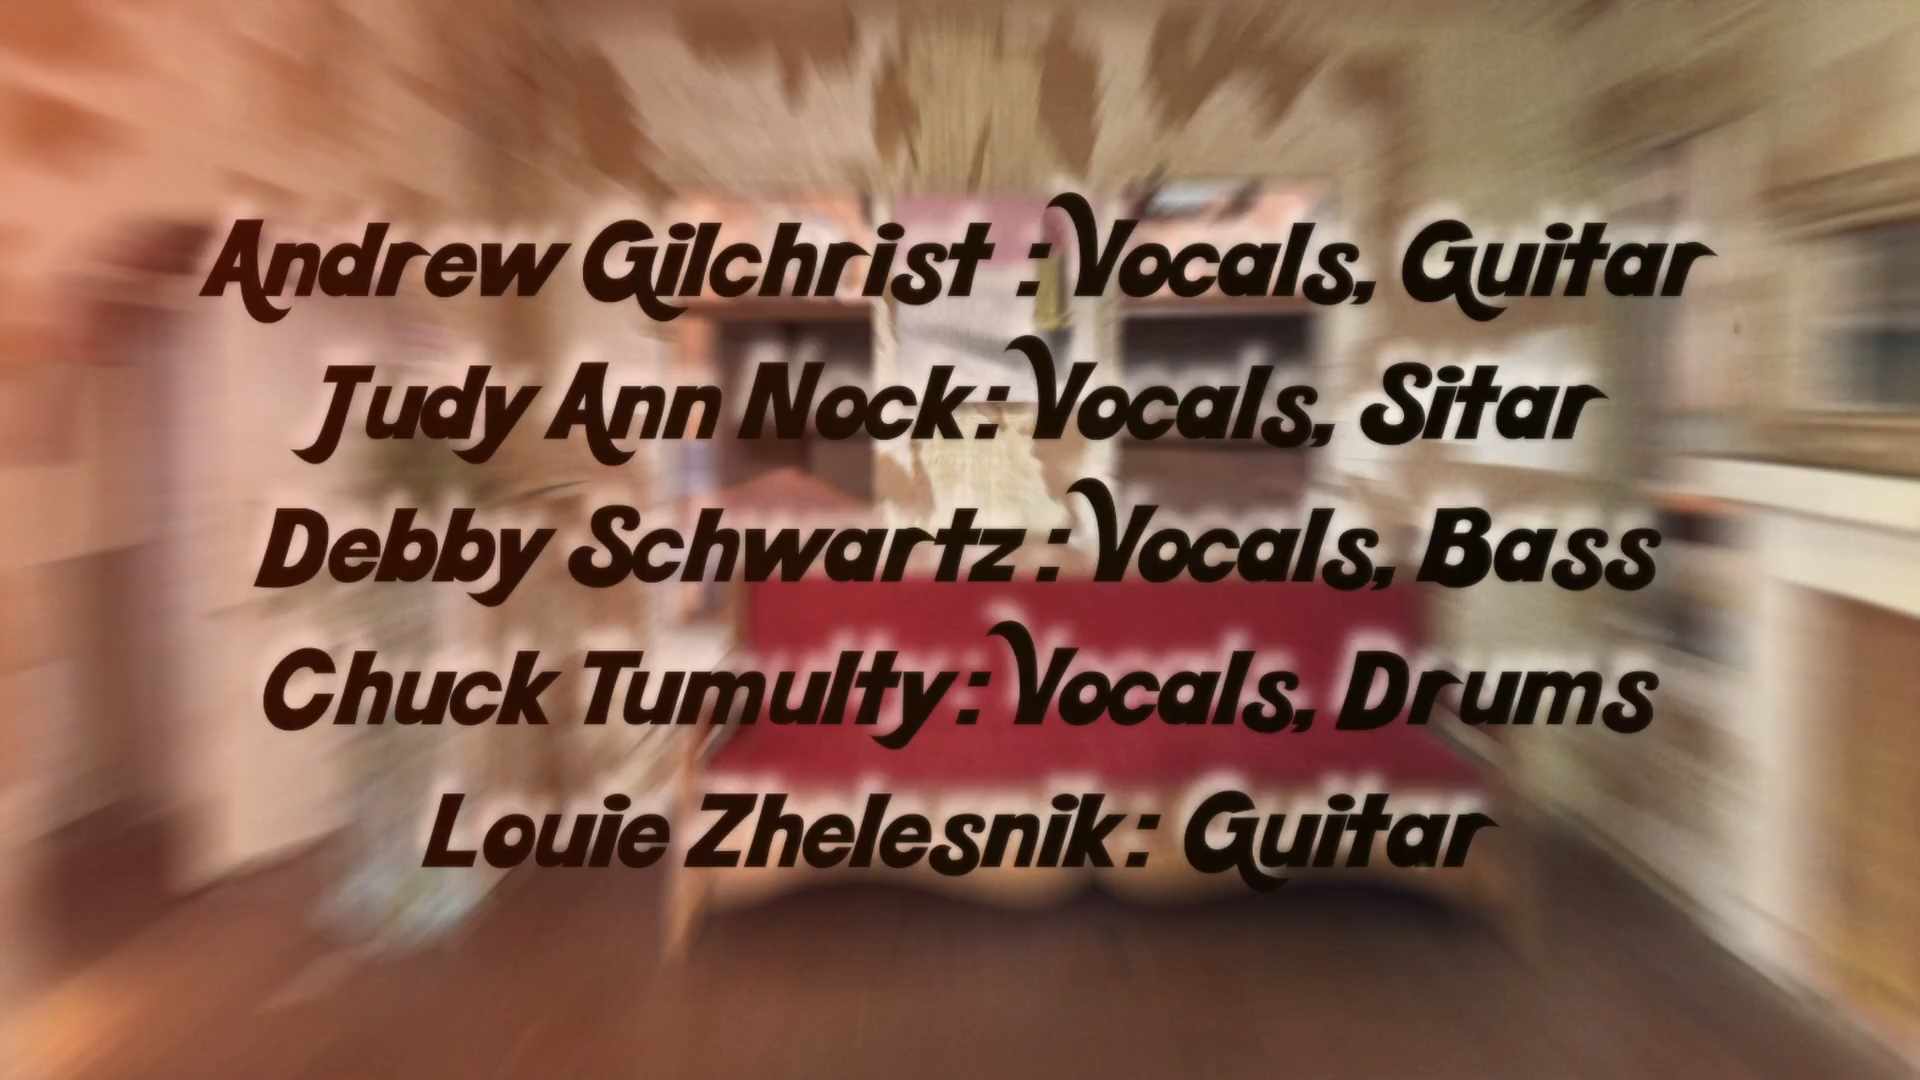 Andrew Gilchrist : Vocals, Guitar
Judy Ann Nock: Vocals, Sitar
Debby Schwartz : Vocals, Bass
Chuck Tumulty: Vocals, Drums
Louie Zhelesnik: Guitar